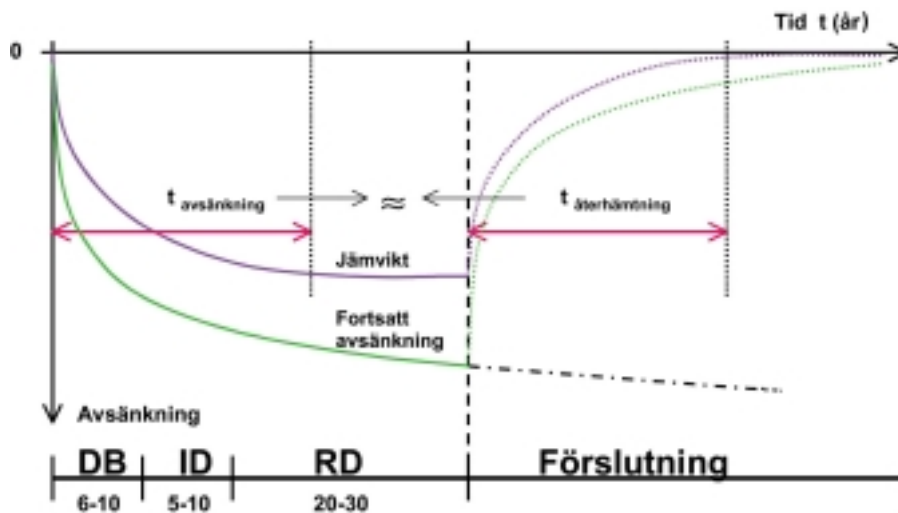 Tid t (år)
0
t avsänkning
≈
t återhämtning
Jämvikt
Fortsatt
avsänkning
Avsänkning
DB ID RD Förslutning
6-10 5-10 20-30